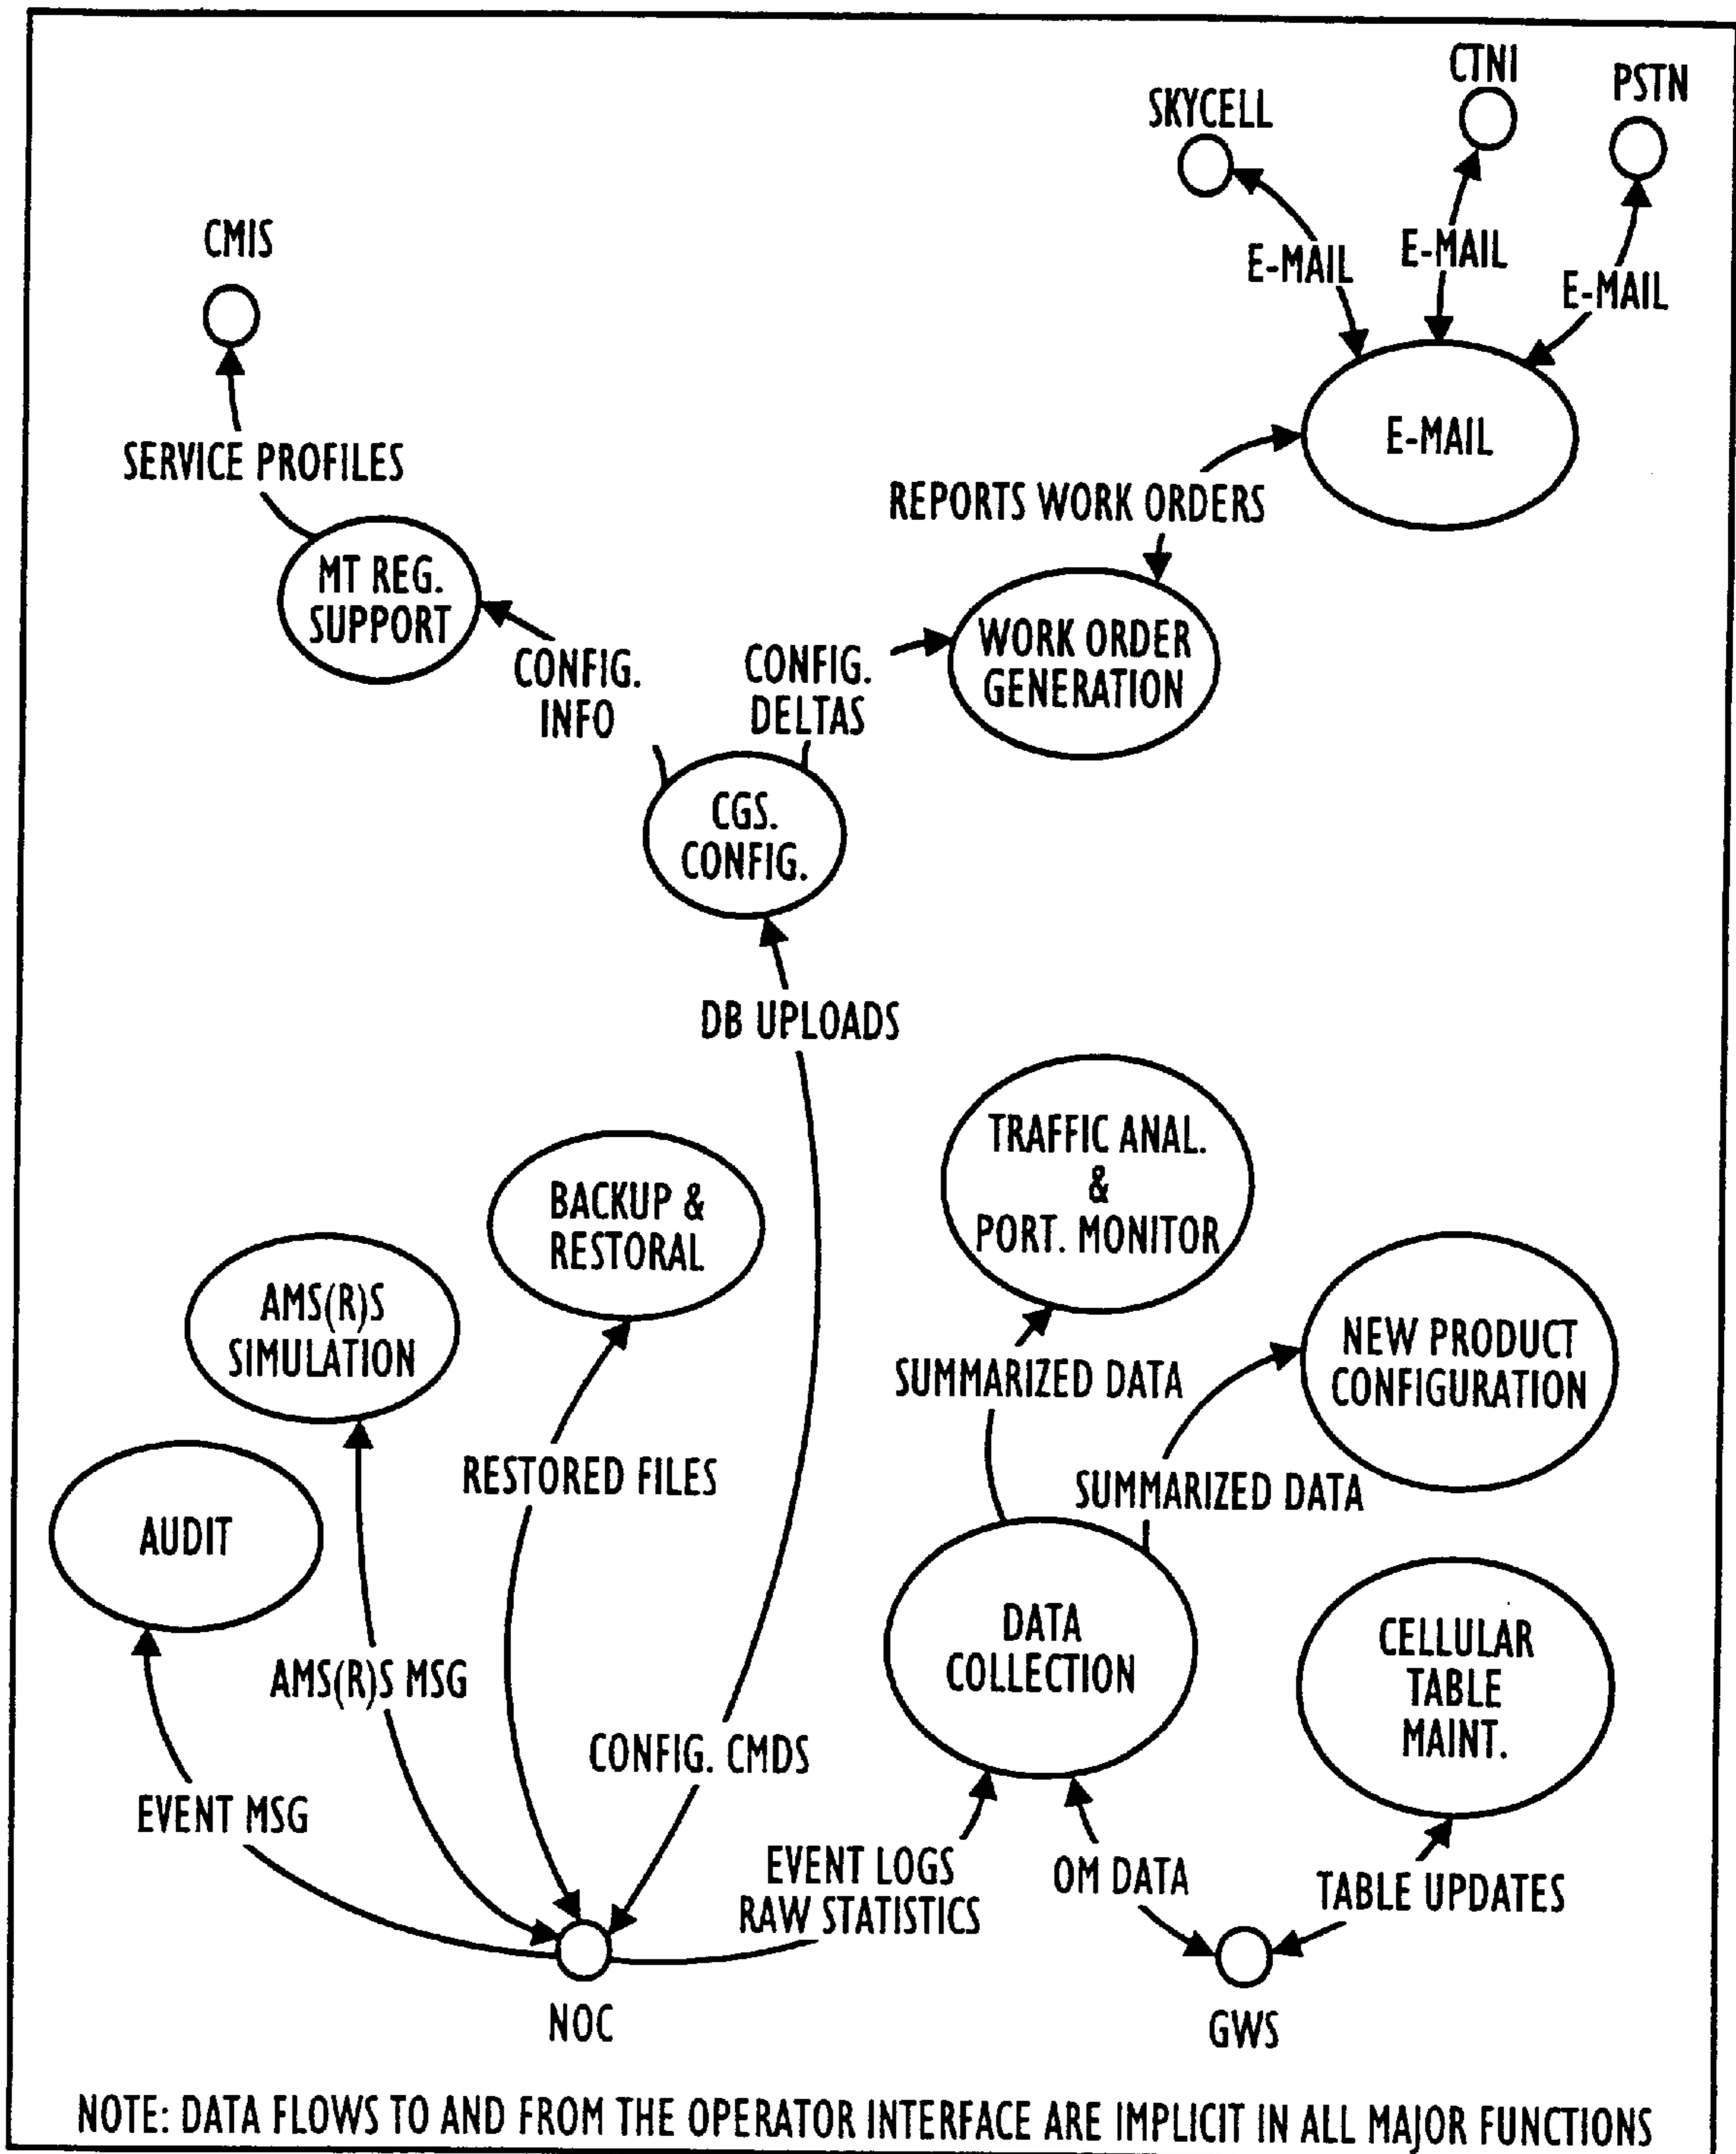 CTNI
PSTN
SKYCELL
CMIS
E-MAIL
E-MAIL
E-MAIL
E-MAIL
SERVICE PROFILES
REPORTS WORK ORDERS
MT REG.
SUPPORT
CONFIG.
INFO
CONFIG.
DELTAS
WORK ORDER
GENERATION
CGS.
CONFIG.
DB UPLOADS
TRAFFIC ANAL.
&
PORT. MONITOR
BACKUP &
RESTORAL
AMS(R)S
SIMULATION
NEW PRODUCT
CONFIGURATION
SUMMARIZED DATA
RESTORED FILES
SUMMARIZED DATA
AUDIT
DATA
COLLECTION
CELLULAR
TABLE
MAINT.
AMS(R)S MSG
CONFIG. CMDS
EVENT MSG
EVENT LOGS
RAW STATISTICS
OM DATA
TABLE UPDATES
NOC
GWS
NOTE: DATA FLOWS TO AND FROM THE OPERATOR INTERFACE ARE IMPLICIT IN ALL MAJOR FUNCTIONS